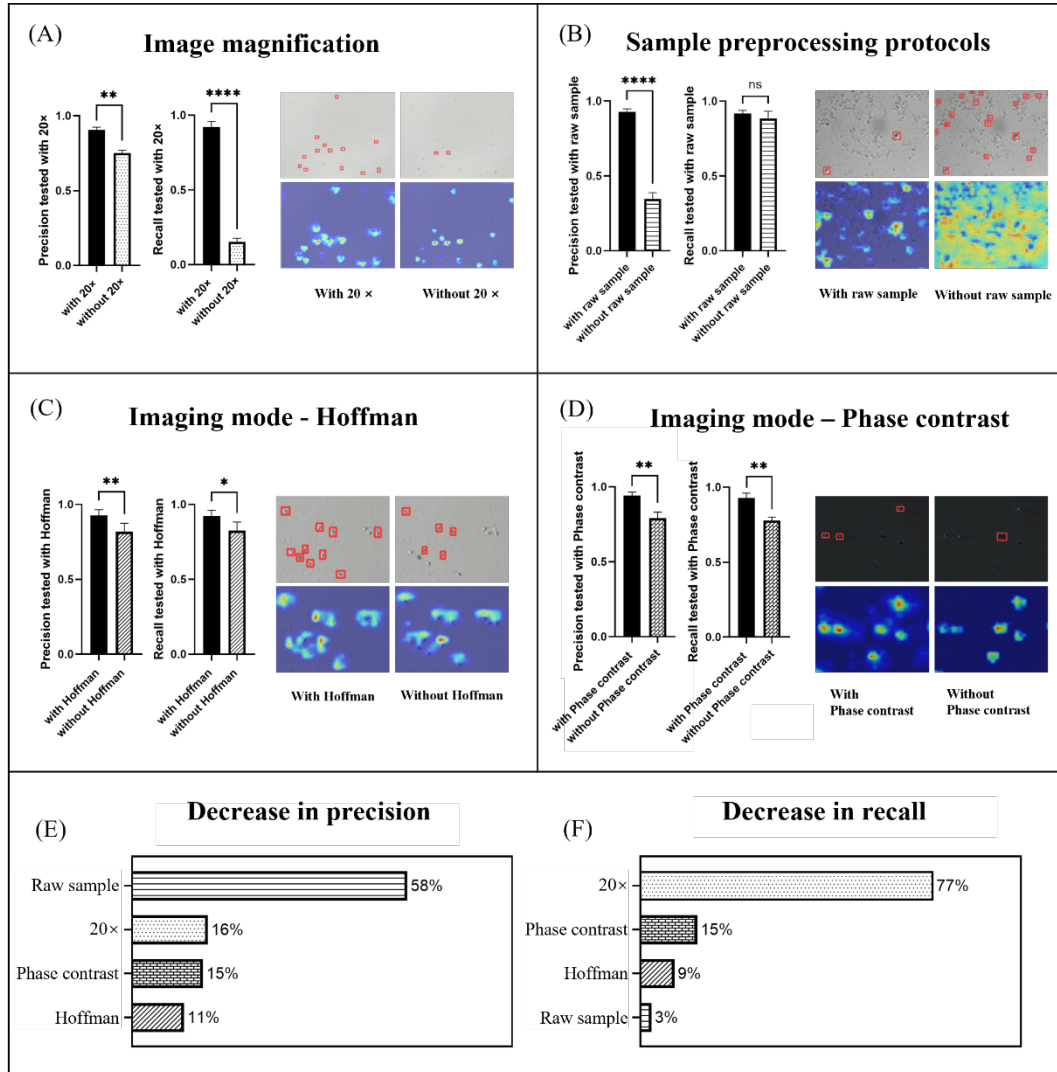 (A)
Image magnification
**
****
Precision tested with 20×
1.0
0.5
0.0
with 20×
without 20×
Recall tested with 20×
1.0
0.5
0.0
with 20×
without 20×
With 20 ×
Without 20 ×
(B)
Sample preprocessing protocols
****
ns
Precision tested with raw sample
1.0
0.5
0.0
with raw sample
without raw sample
Recall tested with raw sample
1.0
0.5
0.0
with raw sample
without raw sample
With raw sample
Without raw sample
(C)
Imaging mode - Hoffman
**
*
Precision tested with Hoffman
1.0
0.5
0.0
with Hoffman
without Hoffman
Recall tested with Hoffman
1.0
0.5
0.0
with Hoffman
without Hoffman
With Hoffman
Without Hoffman
(D)
Imaging mode – Phase contrast
**
**
Precision tested with Phase contrast
1.0
0.5
0.0
with Phase contrast
without Phase contrast
Recall tested with Phase contrast
1.0
0.5
0.0
with Phase contrast
without Phase contrast
With
Phase contrast
Without
Phase contrast
(E)
Decrease in precision
Raw sample
58%
20×
16%
Phase contrast
15%
Hoffman
11%
(F)
Decrease in recall
20×
77%
Phase contrast
15%
Hoffman
9%
Raw sample
3%